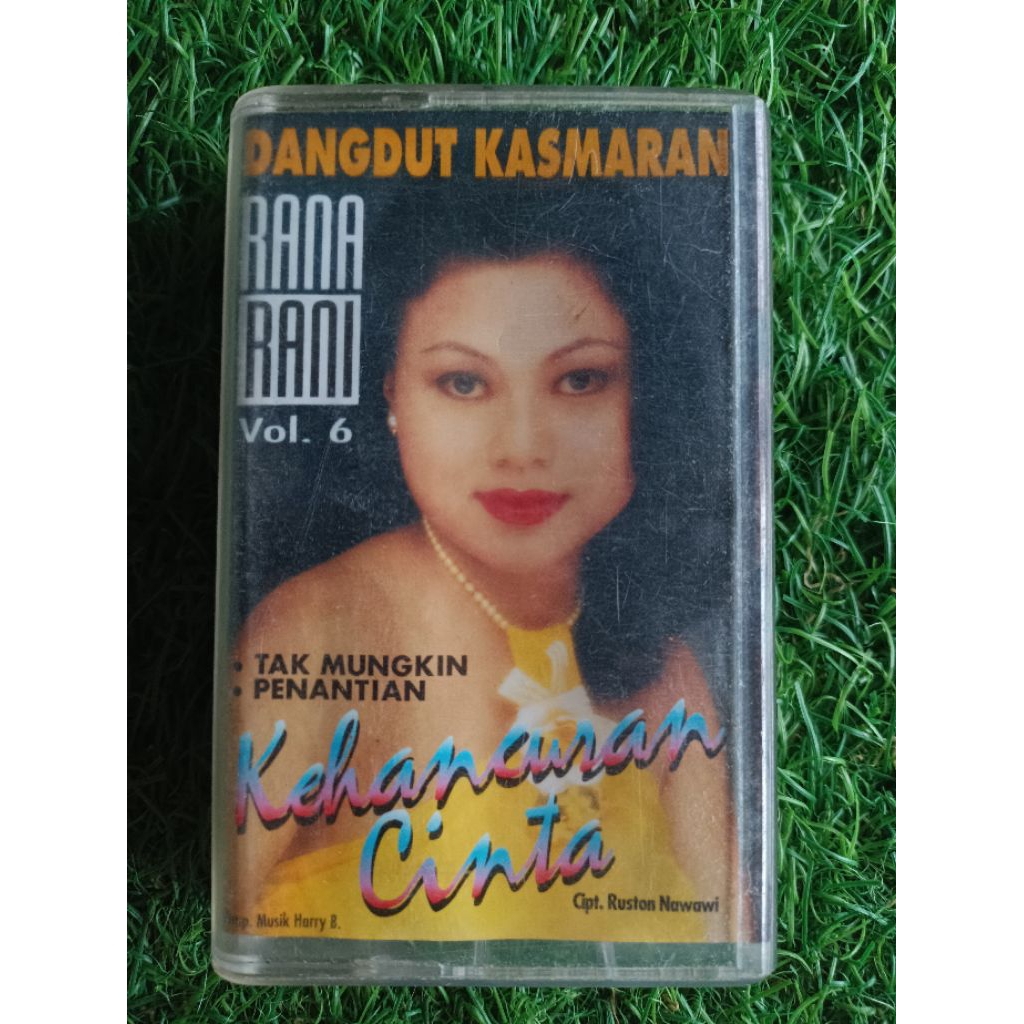 DANGDUT KASMARAN
RANA
RANI
Vol. 6
• TAK MUNGKIN
• PENANTIAN
Kehancuran
Cinta
Cipt. Ruston Nawawi
Musik Harry B.